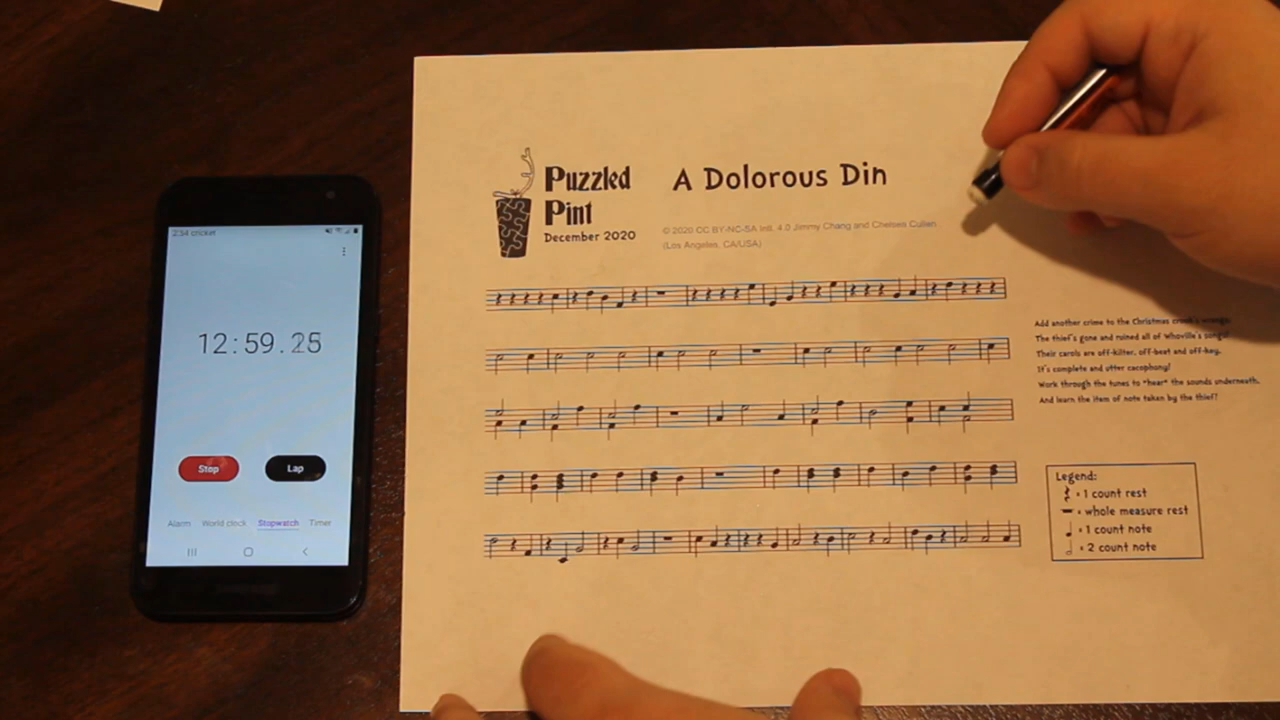 2:34 cricket
12:59.25
Stop
Lap
Alarm World clock Stopwatch Timer
Puzzled
Pint
December 2020
A Dolorous Din
© 2020 CC BY-NC-SA Intl. 4.0 Jimmy Chang and Chelsea Cullen
(Los Angeles, CA/USA)
Add another crime to the Christmas crook's wrongs:
The thief's gone and ruined all of Whoville's songs!
Their carols are off-kilter, off-beat and off-key.
It's complete and utter cacophony!
Work through the tunes to "hear" the sounds underneath.
And learn the item of note taken by the thief?
Legend:
= 1 count rest
= whole measure rest
= 1 count note
= 2 count note